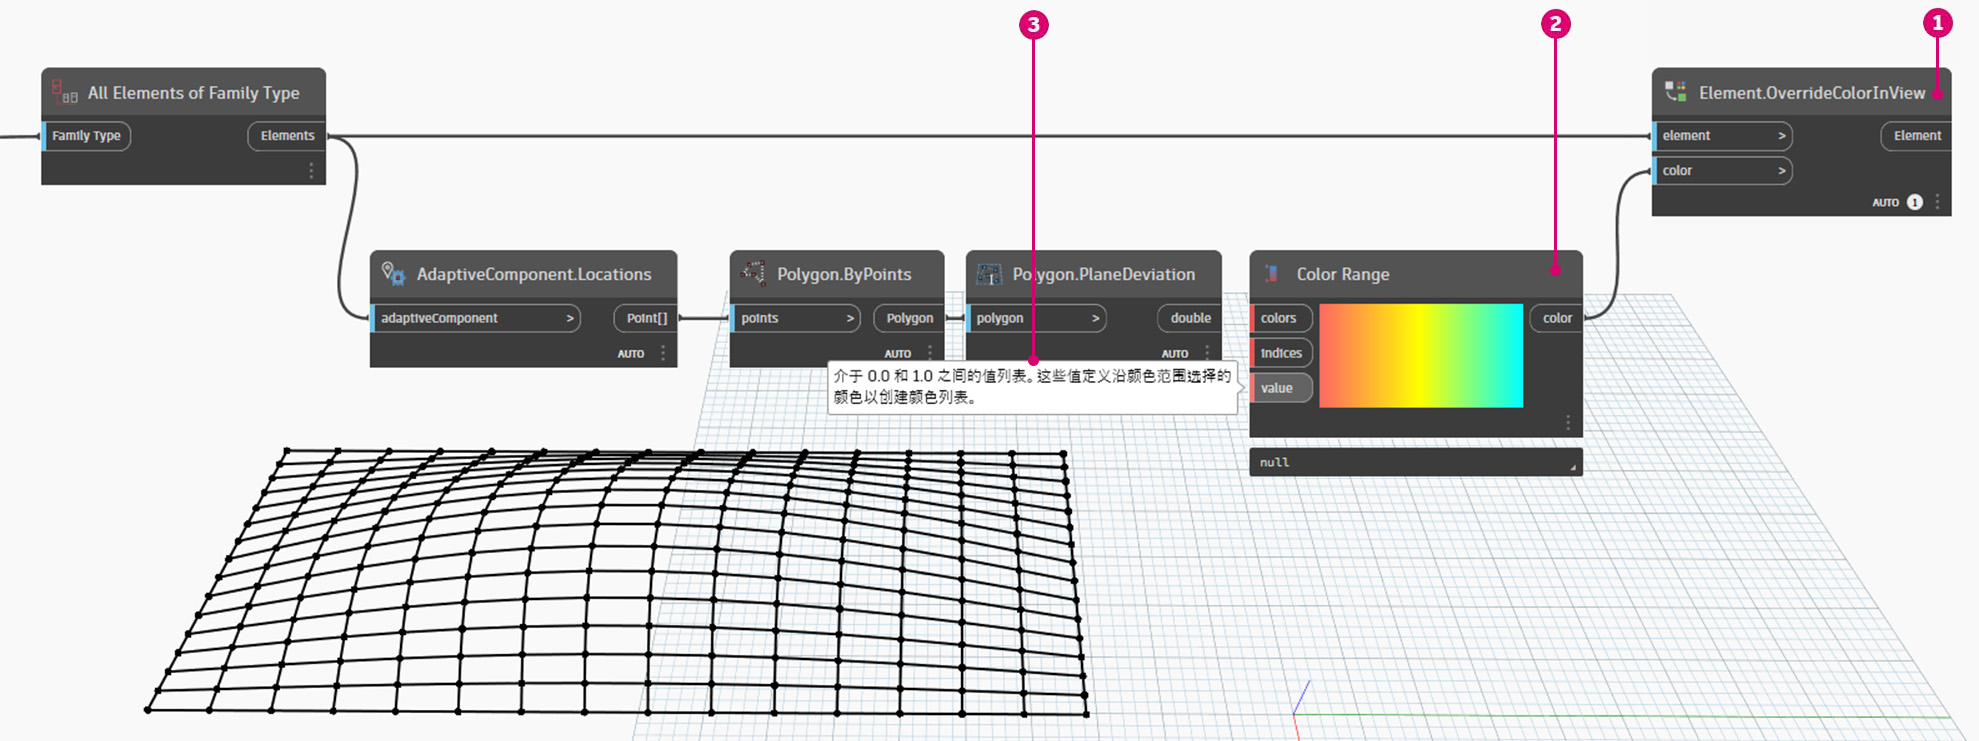 3
2
1
All Elements of Family Type
Family Type
Elements
Element.OverrideColorInView
element >
Element
color >
AUTO 1
AdaptiveComponent.Locations
adaptiveComponent >
Point[]
AUTO
Polygon.ByPoints
points >
Polygon
AUTO
Polygon.PlaneDeviation
polygon >
double
AUTO
Color Range
colors
color
indices
value
介于 0.0 和 1.0 之间的值列表。这些值定义沿颜色范围选择的
颜色以创建颜色列表。
null